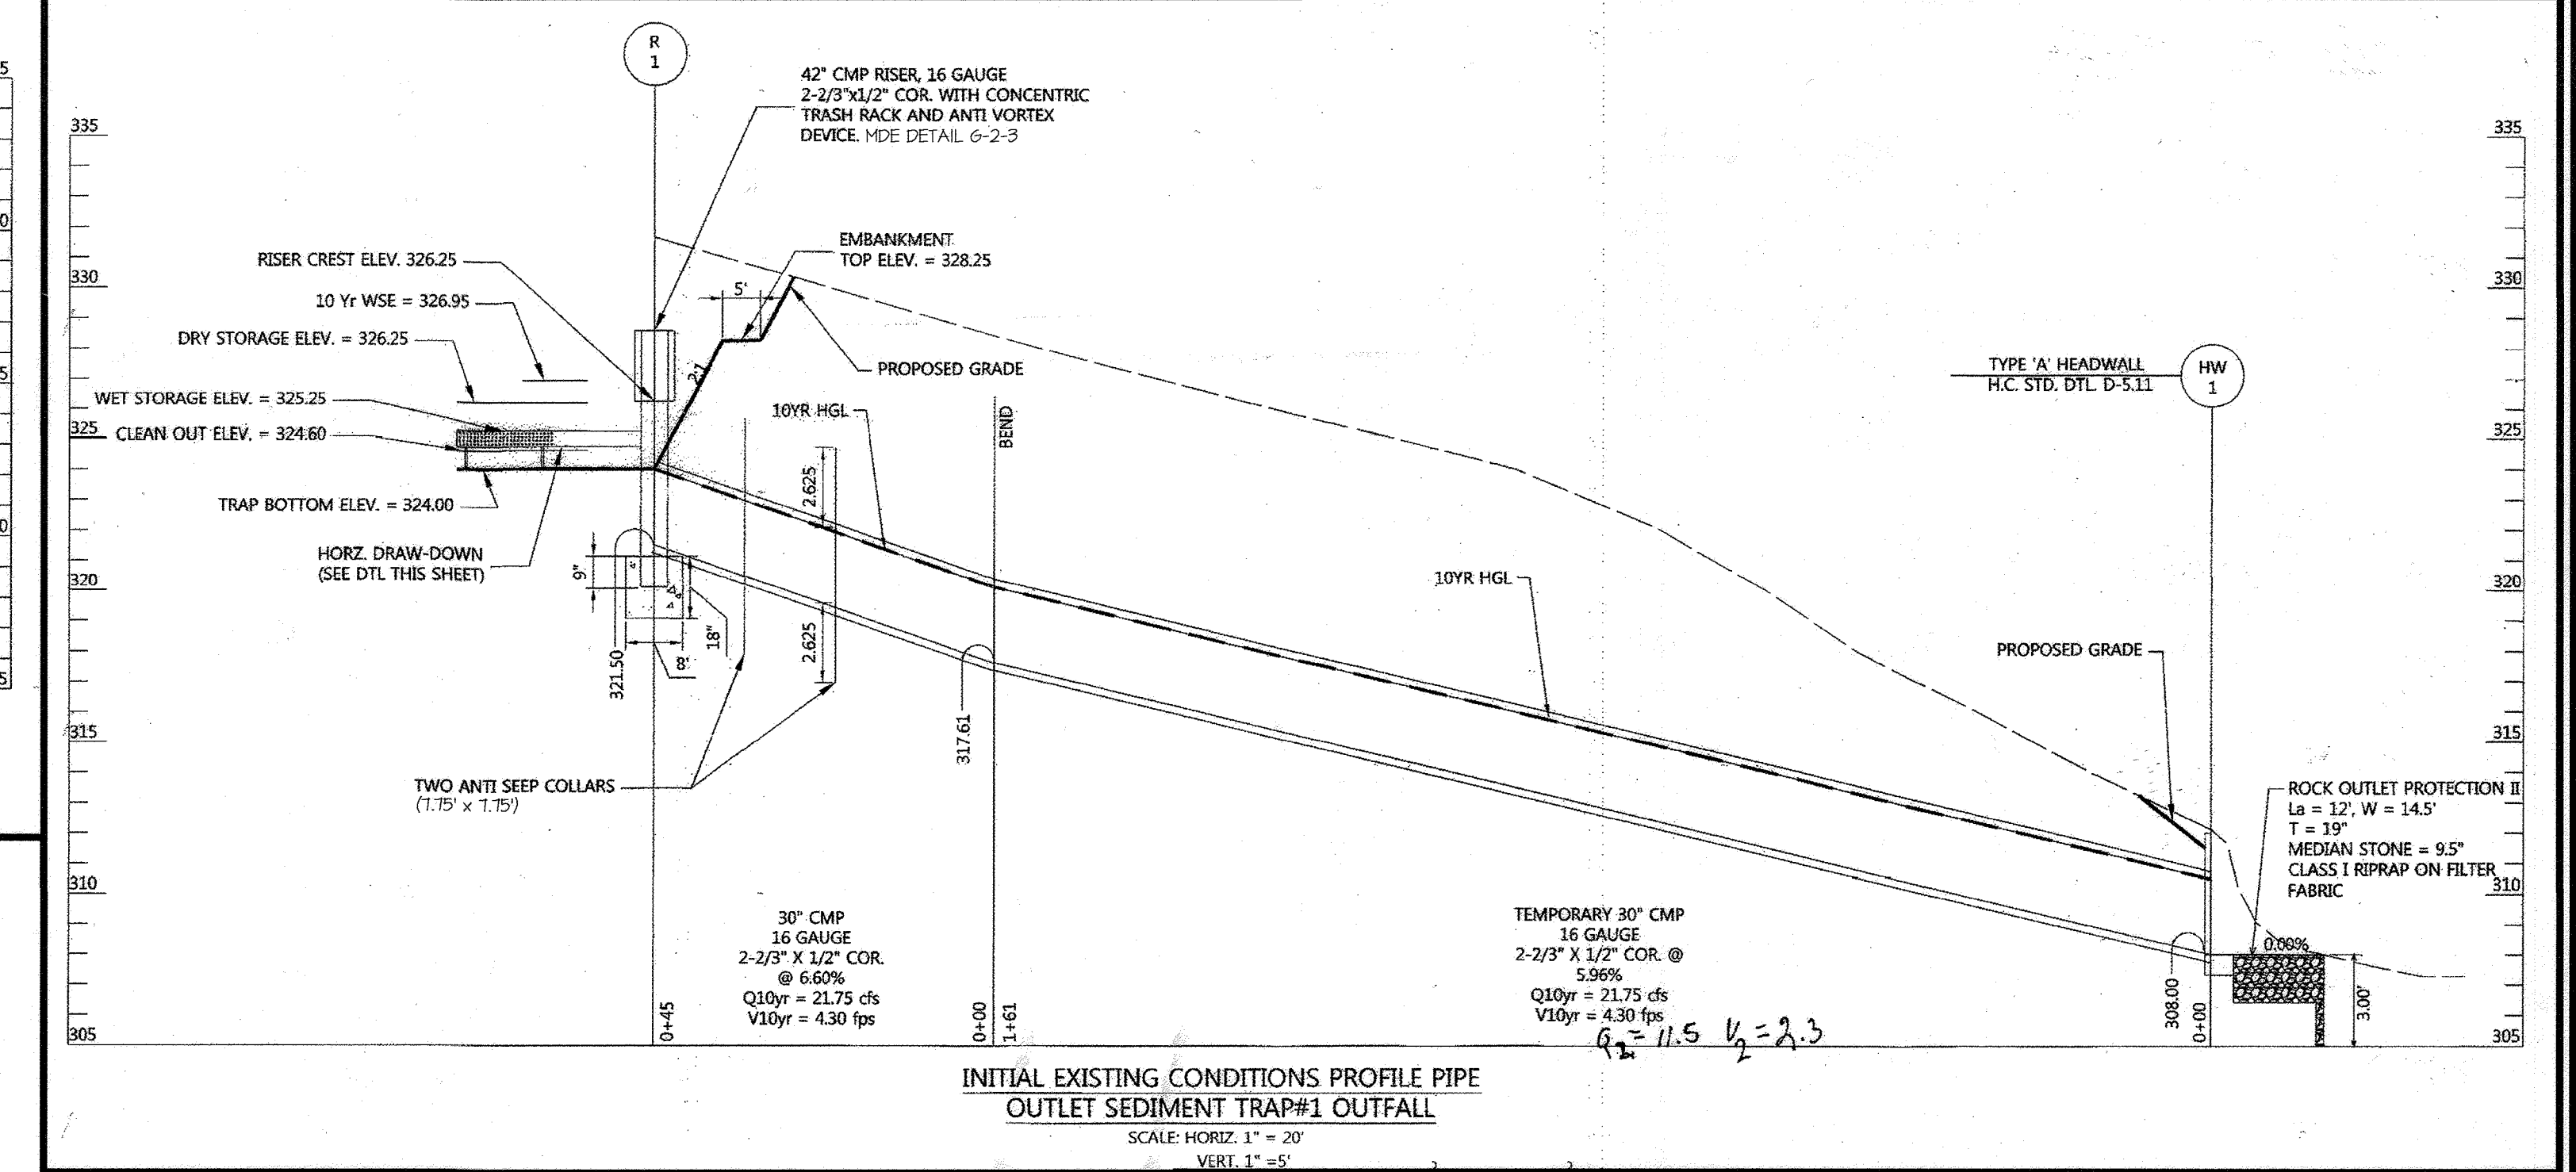 R
1
42" CMP RISER, 16 GAUGE
2-2/3"x1/2" COR. WITH CONCENTRIC
TRASH RACK AND ANTI VORTEX
DEVICE. MDE DETAIL G-2-3
335
335
EMBANKMENT
TOP ELEV. = 328.25
RISER CREST ELEV. 326.25
10 Yr WSE = 326.95
DRY STORAGE ELEV. = 326.25
WET STORAGE ELEV. = 325.25
CLEAN OUT ELEV. = 324.60
TRAP BOTTOM ELEV. = 324.00
HORZ. DRAW-DOWN
(SEE DTL THIS SHEET)
330
330
5'
2:1
PROPOSED GRADE
10YR HGL
BEND
TYPE 'A' HEADWALL
H.C. STD. DTL. D-5.11
HW
1
325
325
2.625
320
320
9"
18"
8'
321.50
2.625
10YR HGL
317.61
PROPOSED GRADE
315
315
TWO ANTI SEEP COLLARS
(7.75' x 7.75')
ROCK OUTLET PROTECTION II
La = 12', W = 14.5'
T = 19"
MEDIAN STONE = 9.5"
CLASS I RIPRAP ON FILTER
FABRIC
310
310
30" CMP
16 GAUGE
2-2/3" X 1/2" COR.
@ 6.60%
Q10yr = 21.75 cfs
V10yr = 4.30 fps
TEMPORARY 30" CMP
16 GAUGE
2-2/3" X 1/2" COR. @
5.96%
Q10yr = 21.75 cfs
V10yr = 4.30 fps
Q2 = 11.5 V2 = 2.3
0.00%
3.00'
308.00
0+45
0+00
1+61
0+00
305
305
INITIAL EXISTING CONDITIONS PROFILE PIPE
OUTLET SEDIMENT TRAP#1 OUTFALL
SCALE: HORIZ. 1" = 20'
VERT. 1" =5'